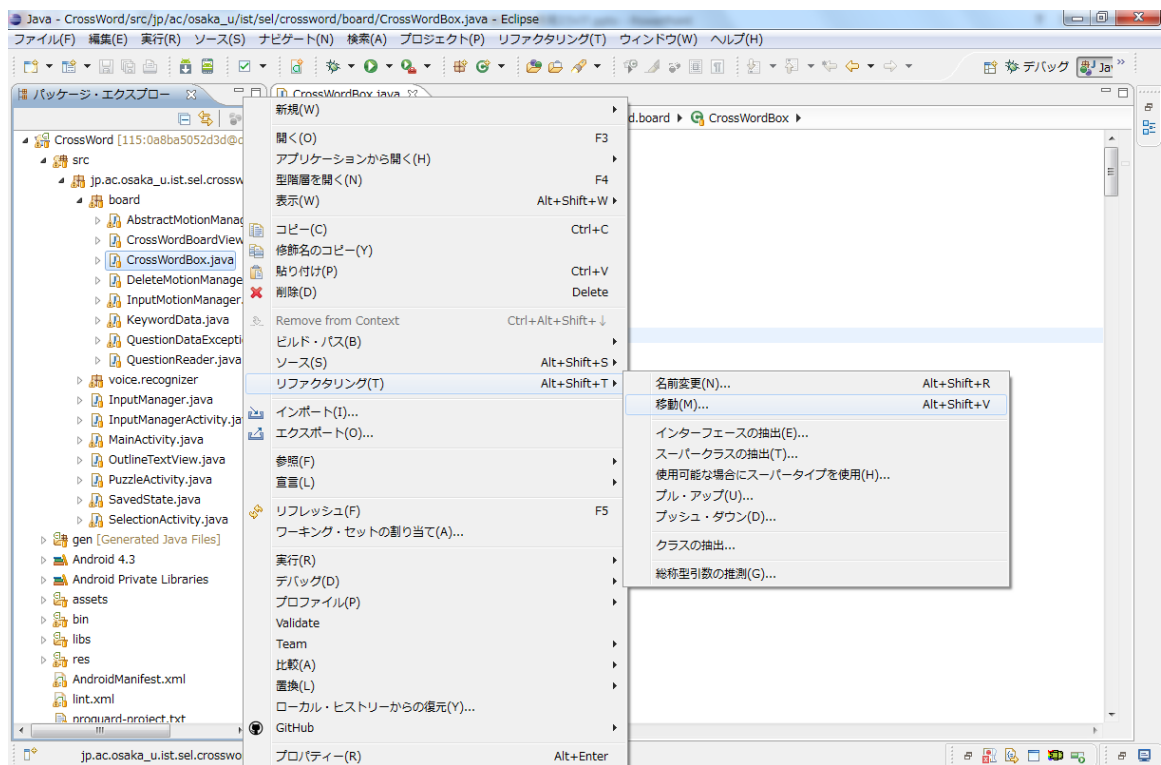 Java - CrossWord/src/jp/ac/osaka_u/ist/sel/crossword/board/CrossWordBox.java - Eclipse
ファイル(F) 編集(E) 実行(R) ソース(S) ナビゲート(N) 検索(A) プロジェクト(P) リファクタリング(T) ウィンドウ(W) ヘルプ(H)
デバッグ Ja
パッケージ・エクスプロー
CrossWordBox.java
d.board CrossWordBox
CrossWord [115:0a8ba5052d3d@
src
jp.ac.osaka_u.ist.sel.crossw
board
AbstractMotionManag
CrossWordBoardView
CrossWordBox.java
DeleteMotionManage
InputMotionManager.
KeywordData.java
QuestionDataExcepti
QuestionReader.java
voice.recognizer
InputManager.java
InputManagerActivity.ja
MainActivity.java
OutlineTextView.java
PuzzleActivity.java
SavedState.java
SelectionActivity.java
gen [Generated Java Files]
Android 4.3
Android Private Libraries
assets
bin
libs
res
AndroidManifest.xml
lint.xml
proguard-project.txt
jp.ac.osaka_u.ist.sel.crosswo
新規(W)
開く(O) F3
アプリケーションから開く(H)
型階層を開く(N) F4
表示(W) Alt+Shift+W
コピー(C) Ctrl+C
修飾名のコピー(Y)
貼り付け(P) Ctrl+V
削除(D) Delete
Remove from Context Ctrl+Alt+Shift+↓
ビルド・パス(B)
ソース(S) Alt+Shift+S
リファクタリング(T) Alt+Shift+T
インポート(I)...
エクスポート(O)...
参照(F)
宣言(L)
リフレッシュ(F) F5
ワーキング・セットの割り当て(A)...
実行(R)
デバッグ(D)
プロファイル(P)
Validate
Team
比較(A)
置換(L)
ローカル・ヒストリーからの復元(Y)...
GitHub
プロパティー(R) Alt+Enter
名前変更(N)... Alt+Shift+R
移動(M)... Alt+Shift+V
インターフェースの抽出(E)...
スーパークラスの抽出(T)...
使用可能な場合にスーパータイプを使用(H)...
プル・アップ(U)...
プッシュ・ダウン(D)...
クラスの抽出...
総称型引数の推測(G)...